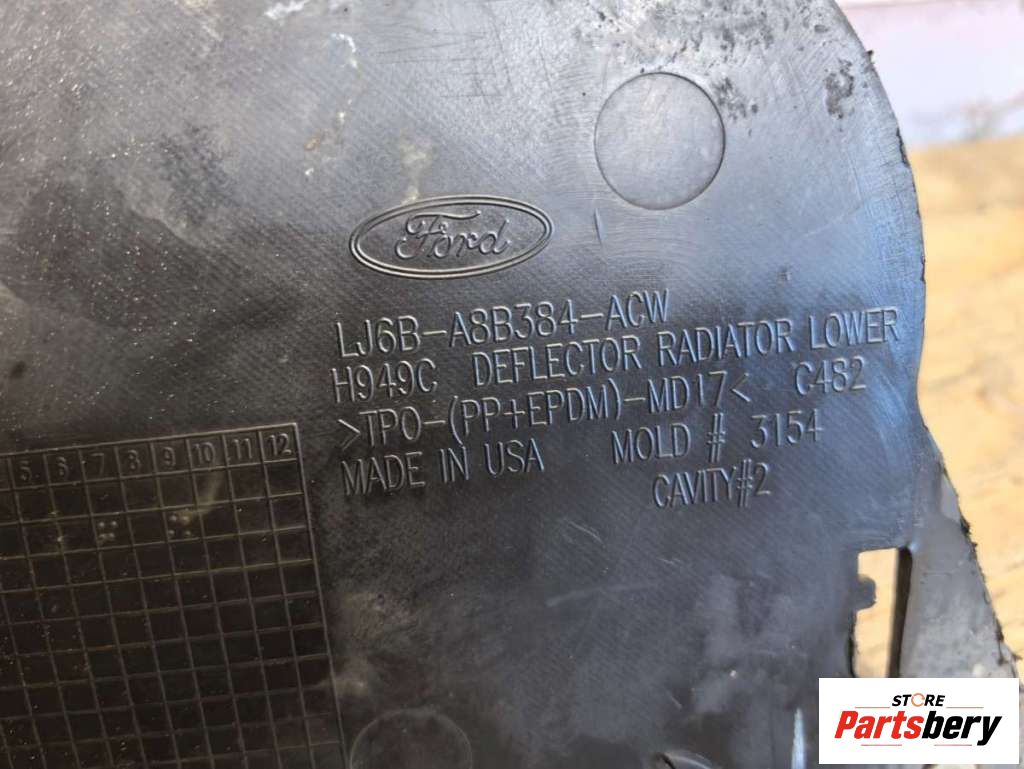 Ford
LJ6B-A8B384-ACW
H949C DEFLECTOR RADIATOR LOWER
>TPO-(PP+EPDM)-MD17< C482
MADE IN USA MOLD # 3154
CAVITY#2
5 6 7 8 9 10 11 12
STORE
Partsbery